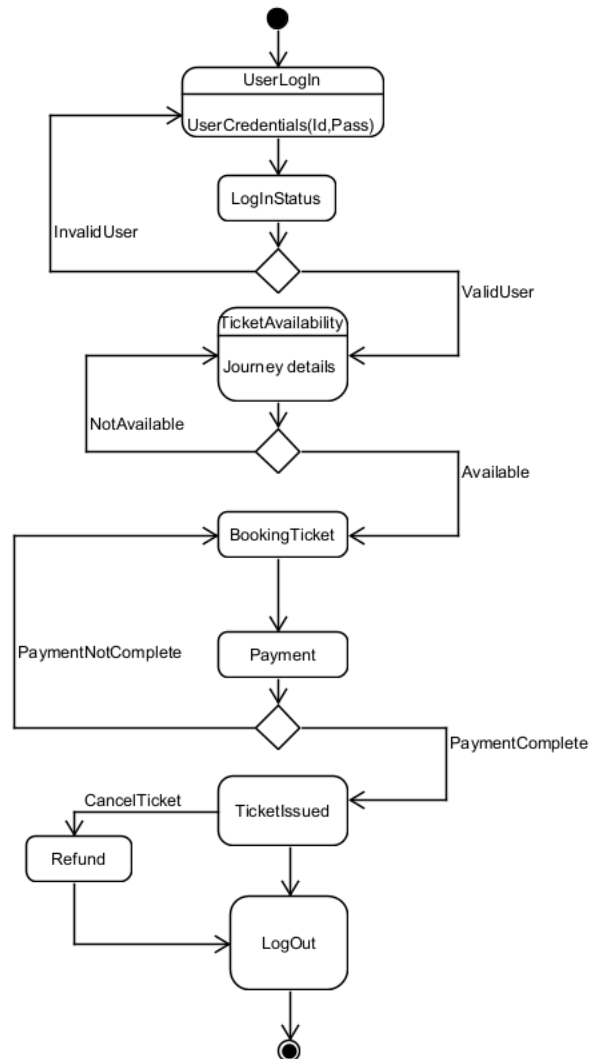 UserLogIn
UserCredentials(Id,Pass)
LogInStatus
InvalidUser
ValidUser
TicketAvailability
Journey details
NotAvailable
Available
BookingTicket
PaymentNotComplete
Payment
PaymentComplete
CancelTicket
TicketIssued
Refund
LogOut